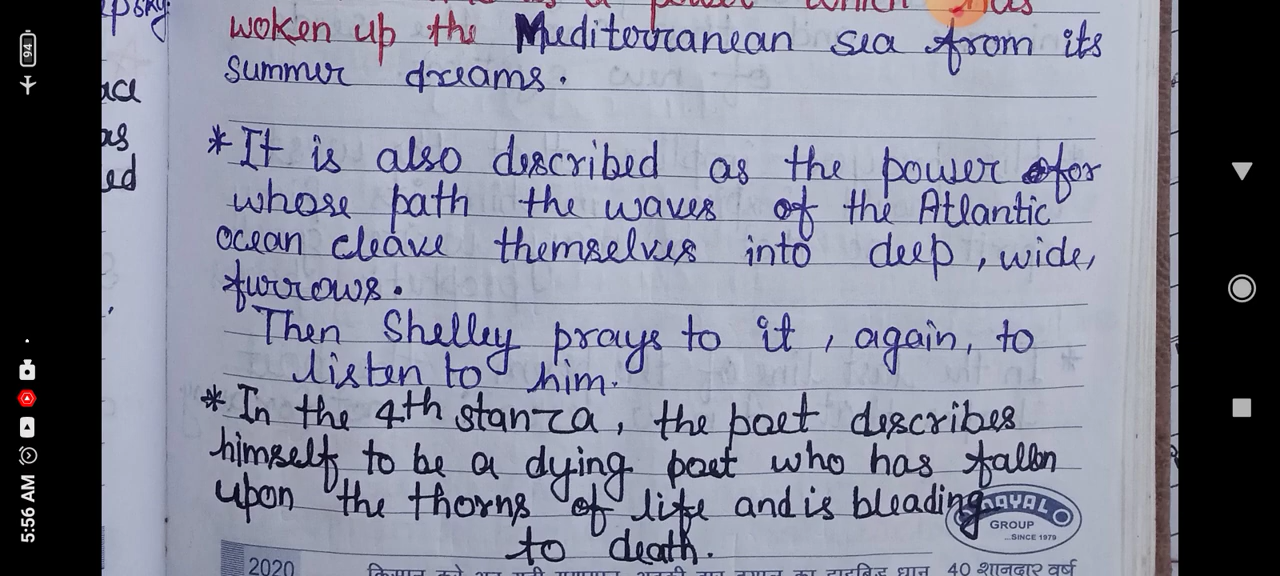 woken up the Mediterranean sea from its
summer dreams.
*It is also described as the power for
whose path the waves of the Atlantic
ocean cleave themselves into deep, wide,
furrows.
Then Shelley prays to it, again, to
listen to him.
*In the 4th stanza, the poet describes
himself to be a dying poet who has fallen
upon the thorns of life and is bleading
to death.
GROUP
...SINCE 1979
2020
40 शानदार वर्ष
94
5:56 AM